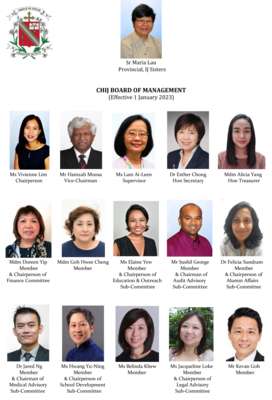 Sr Maria Lau
Provincial, IJ Sisters
CHIJ BOARD OF MANAGEMENT
(Effective 1 January 2023)
Ms Vivienne Lim
Chairperson
Mr Hamzah Moosa
Vice-Chairman
Ms Lam Ai-Leen
Supervisor
Dr Esther Chong
Hon Secretary
Mdm Alicia Yang
Hon Treasurer
Mdm Doreen Yip
Member
& Chairperson of
Finance Committee
Mdm Goh Hwee Cheng
Member
Ms Elaine Yew
Member
& Chairperson of
Education & Outreach
Sub-Committee
Mr Sushil George
Member
& Chairman of
Audit Advisory
Sub-Committee
Dr Felicia
Member
& Chairperson of
Alumni Affairs
Sub-Committee
Dr Jared Ng
Member
& Chairman of
Medical Advisory
Sub-Committee
Ms Hwang Yu-Ning
Member
& Chairperson of
School Development
Sub-Committee
Ms Belinda Khew
Member
Ms Jacqueline Loke
Member
& Chairperson of
Legal Advisory
Sub-Committee
Mr Kevan Goh
Member